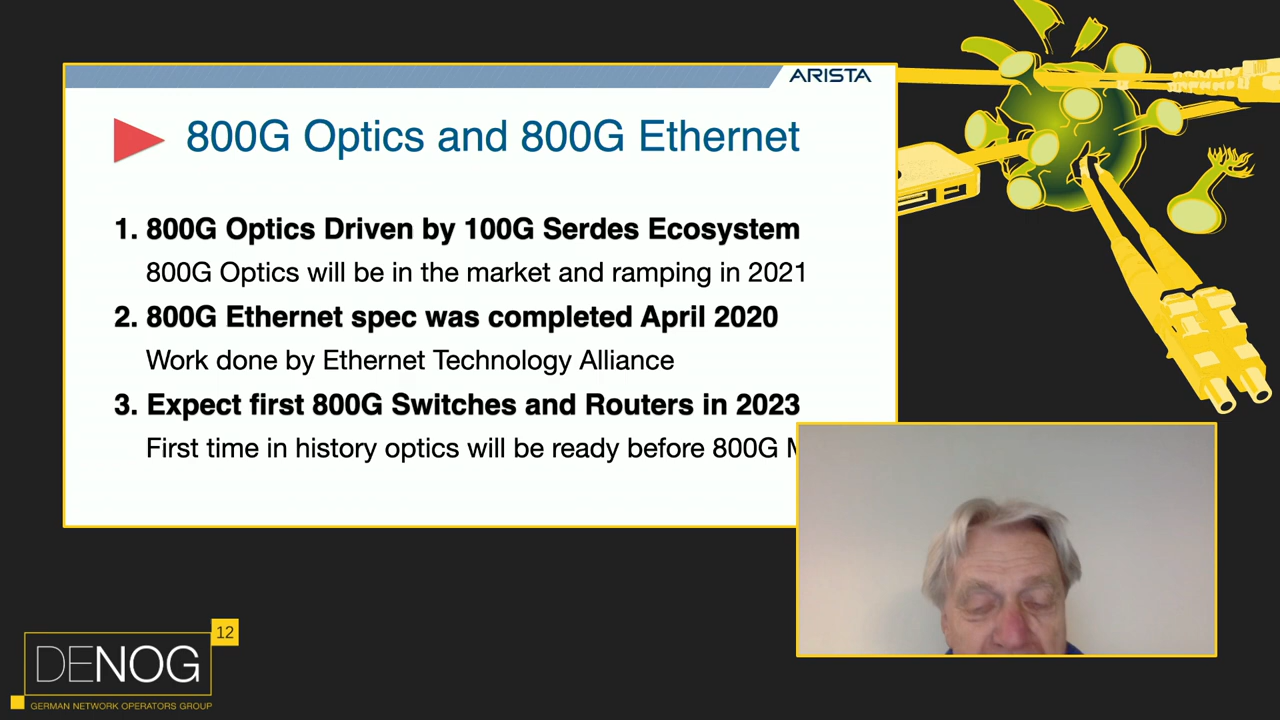 ARISTA
800G Optics and 800G Ethernet
1. 800G Optics Driven by 100G Serdes Ecosystem
800G Optics will be in the market and ramping in 2021
2. 800G Ethernet spec was completed April 2020
Work done by Ethernet Technology Alliance
3. Expect first 800G Switches and Routers in 2023
First time in history optics will be ready before 800G
12
DENOG
GERMAN NETWORK OPERATORS GROUP